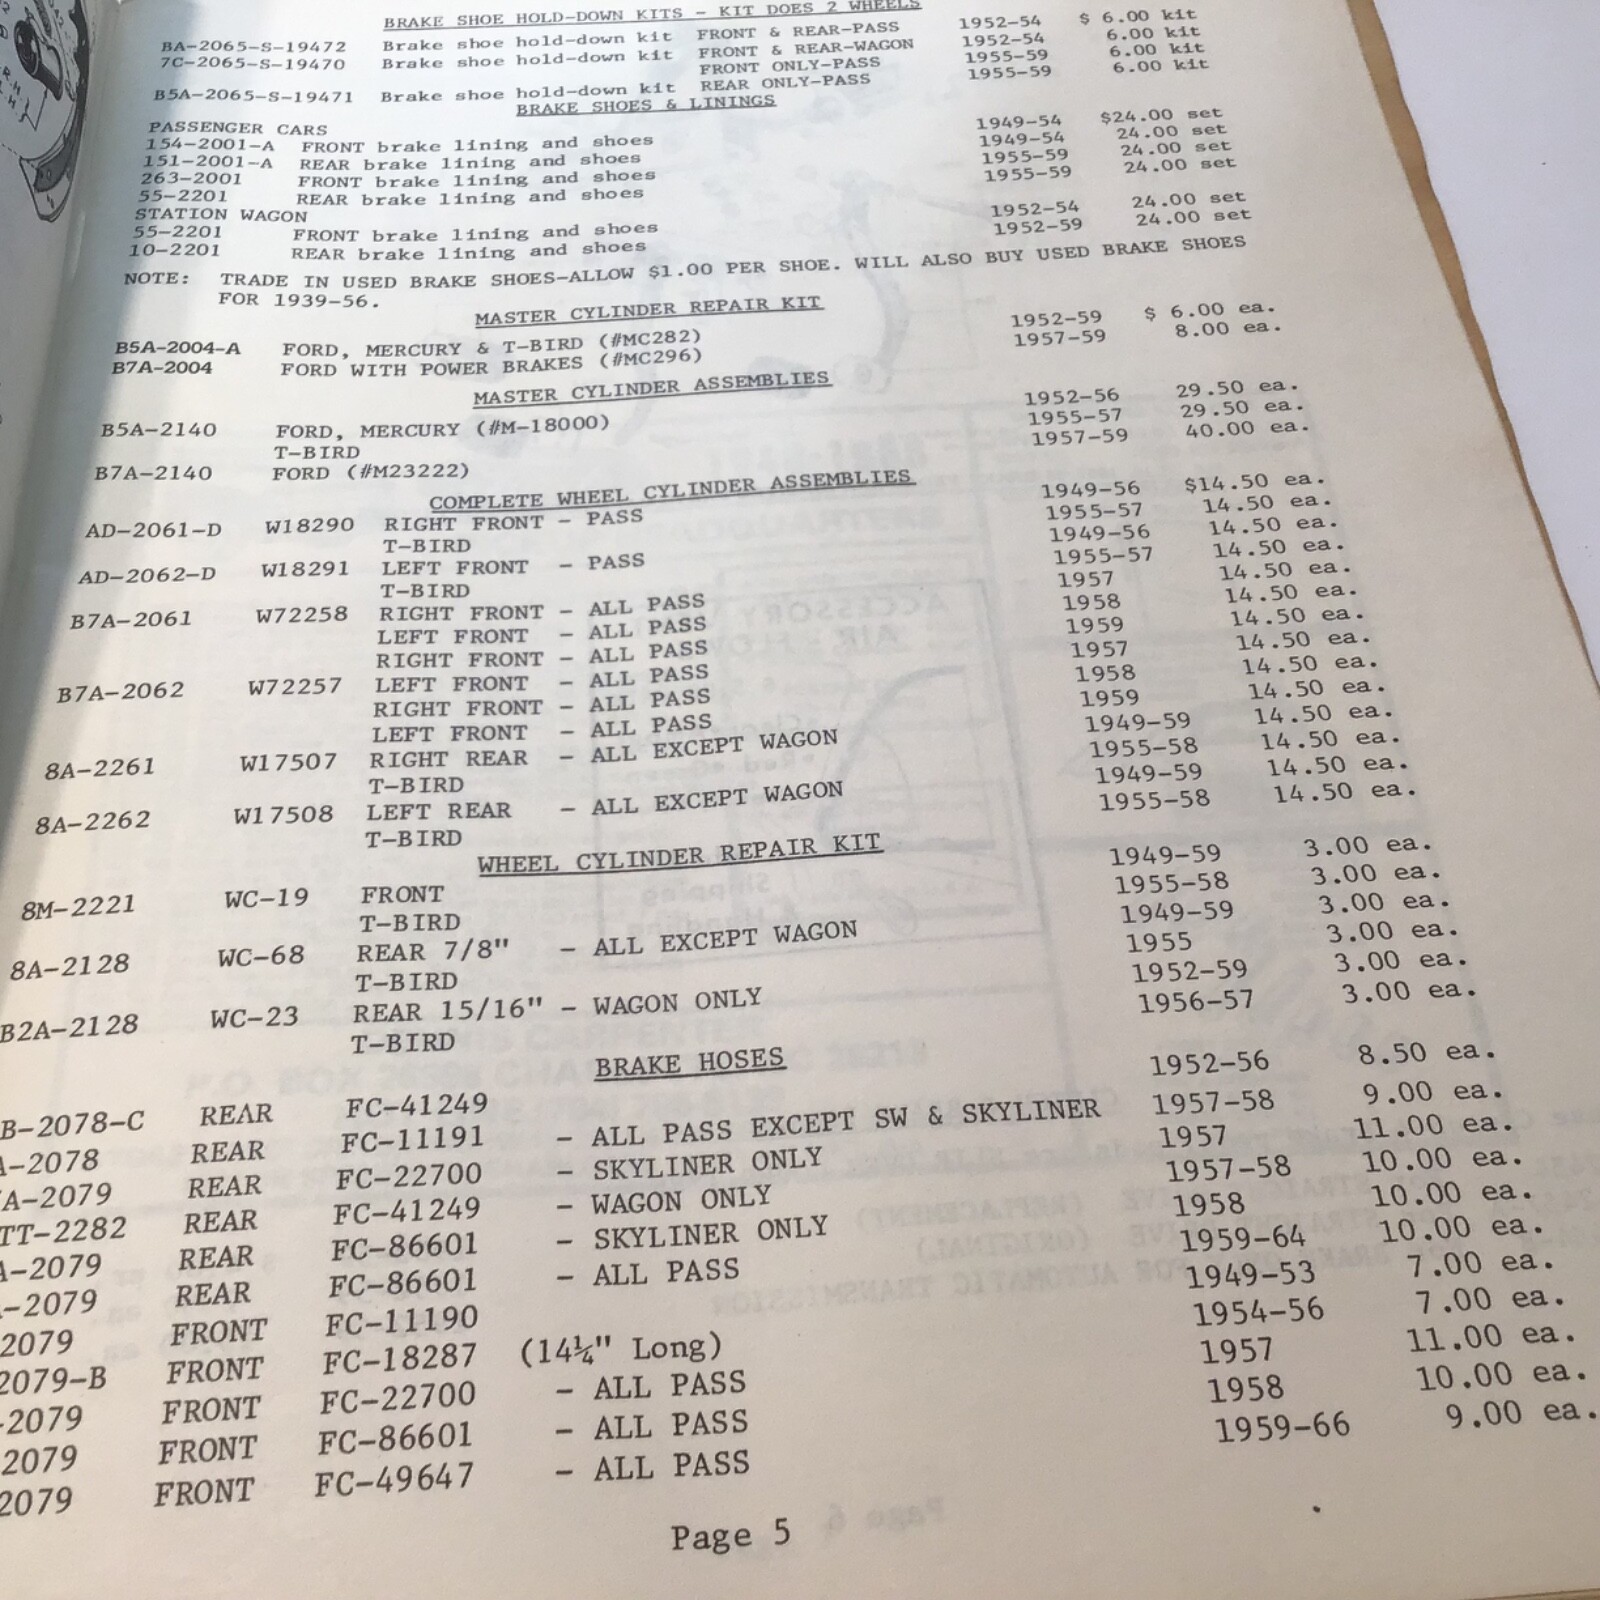 BRAKE SHOE HOLD-DOWN KITS - KIT DOES 2 WHEELS
BA-2065-S-19472 Brake shoe hold-down kit FRONT & REAR-PASS 1952-54 $ 6.00 kit
7C-2065-S-19470 Brake shoe hold-down kit FRONT & REAR-WAGON 1952-54 6.00 kit
FRONT ONLY-PASS 1955-59 6.00 kit
B5A-2065-S-19471 Brake shoe hold-down kit REAR ONLY-PASS 1955-59 6.00 kit
BRAKE SHOES & LININGS
PASSENGER CARS
154-2001-A FRONT brake lining and shoes 1949-54 $24.00 set
151-2001-A REAR brake lining and shoes 1949-54 24.00 set
263-2001 FRONT brake lining and shoes 1955-59 24.00 set
55-2201 REAR brake lining and shoes 1955-59 24.00 set
STATION WAGON
55-2201 FRONT brake lining and shoes 1952-54 24.00 set
10-2201 REAR brake lining and shoes 1952-59 24.00 set
NOTE: TRADE IN USED BRAKE SHOES-ALLOW $1.00 PER SHOE. WILL ALSO BUY USED BRAKE SHOES
FOR 1939-56.
MASTER CYLINDER REPAIR KIT
B5A-2004-A FORD, MERCURY & T-BIRD (#MC282) 1952-59 $ 6.00 ea.
B7A-2004 FORD WITH POWER BRAKES (#MC296) 1957-59 8.00 ea.
MASTER CYLINDER ASSEMBLIES
B5A-2140 FORD, MERCURY (#M-18000) 1952-56 29.50 ea.
T-BIRD 1955-57 29.50 ea.
B7A-2140 FORD (#M23222) 1957-59 40.00 ea.
COMPLETE WHEEL CYLINDER ASSEMBLIES
AD-2061-D W18290 RIGHT FRONT - PASS 1949-56 $14.50 ea.
T-BIRD 1955-57 14.50 ea.
AD-2062-D W18291 LEFT FRONT - PASS 1949-56 14.50 ea.
T-BIRD 1955-57 14.50 ea.
B7A-2061 W72258 RIGHT FRONT - ALL PASS 1957 14.50 ea.
LEFT FRONT - ALL PASS 1958 14.50 ea.
RIGHT FRONT - ALL PASS 1959 14.50 ea.
B7A-2062 W72257 LEFT FRONT - ALL PASS 1957 14.50 ea.
RIGHT FRONT - ALL PASS 1958 14.50 ea.
LEFT FRONT - ALL PASS 1959 14.50 ea.
8A-2261 W17507 RIGHT REAR - ALL EXCEPT WAGON 1949-59 14.50 ea.
T-BIRD 1955-58 14.50 ea.
8A-2262 W17508 LEFT REAR - ALL EXCEPT WAGON 1949-59 14.50 ea.
T-BIRD 1955-58 14.50 ea.
WHEEL CYLINDER REPAIR KIT
8M-2221 WC-19 FRONT 1949-59 3.00 ea.
T-BIRD 1955-58 3.00 ea.
8A-2128 WC-68 REAR 7/8" - ALL EXCEPT WAGON 1949-59 3.00 ea.
T-BIRD 1955 3.00 ea.
B2A-2128 WC-23 REAR 15/16" - WAGON ONLY 1952-59 3.00 ea.
T-BIRD 1956-57 3.00 ea.
BRAKE HOSES
B-2078-C REAR FC-41249 1952-56 8.50 ea.
-2078 REAR FC-11191 - ALL PASS EXCEPT SW & SKYLINER 1957-58 9.00 ea.
A-2079 REAR FC-22700 - SKYLINER ONLY 1957 11.00 ea.
TT-2282 REAR FC-41249 - WAGON ONLY 1957-58 10.00 ea.
-2079 REAR FC-86601 - SKYLINER ONLY 1958 10.00 ea.
-2079 REAR FC-86601 - ALL PASS 1959-64 10.00 ea.
2079 FRONT FC-11190 1949-53 7.00 ea.
2079-B FRONT FC-18287 (14¼" Long) 1954-56 7.00 ea.
-2079 FRONT FC-22700 - ALL PASS 1957 11.00 ea.
2079 FRONT FC-86601 - ALL PASS 1958 10.00 ea.
2079 FRONT FC-49647 - ALL PASS 1959-66 9.00 ea.
Page 5